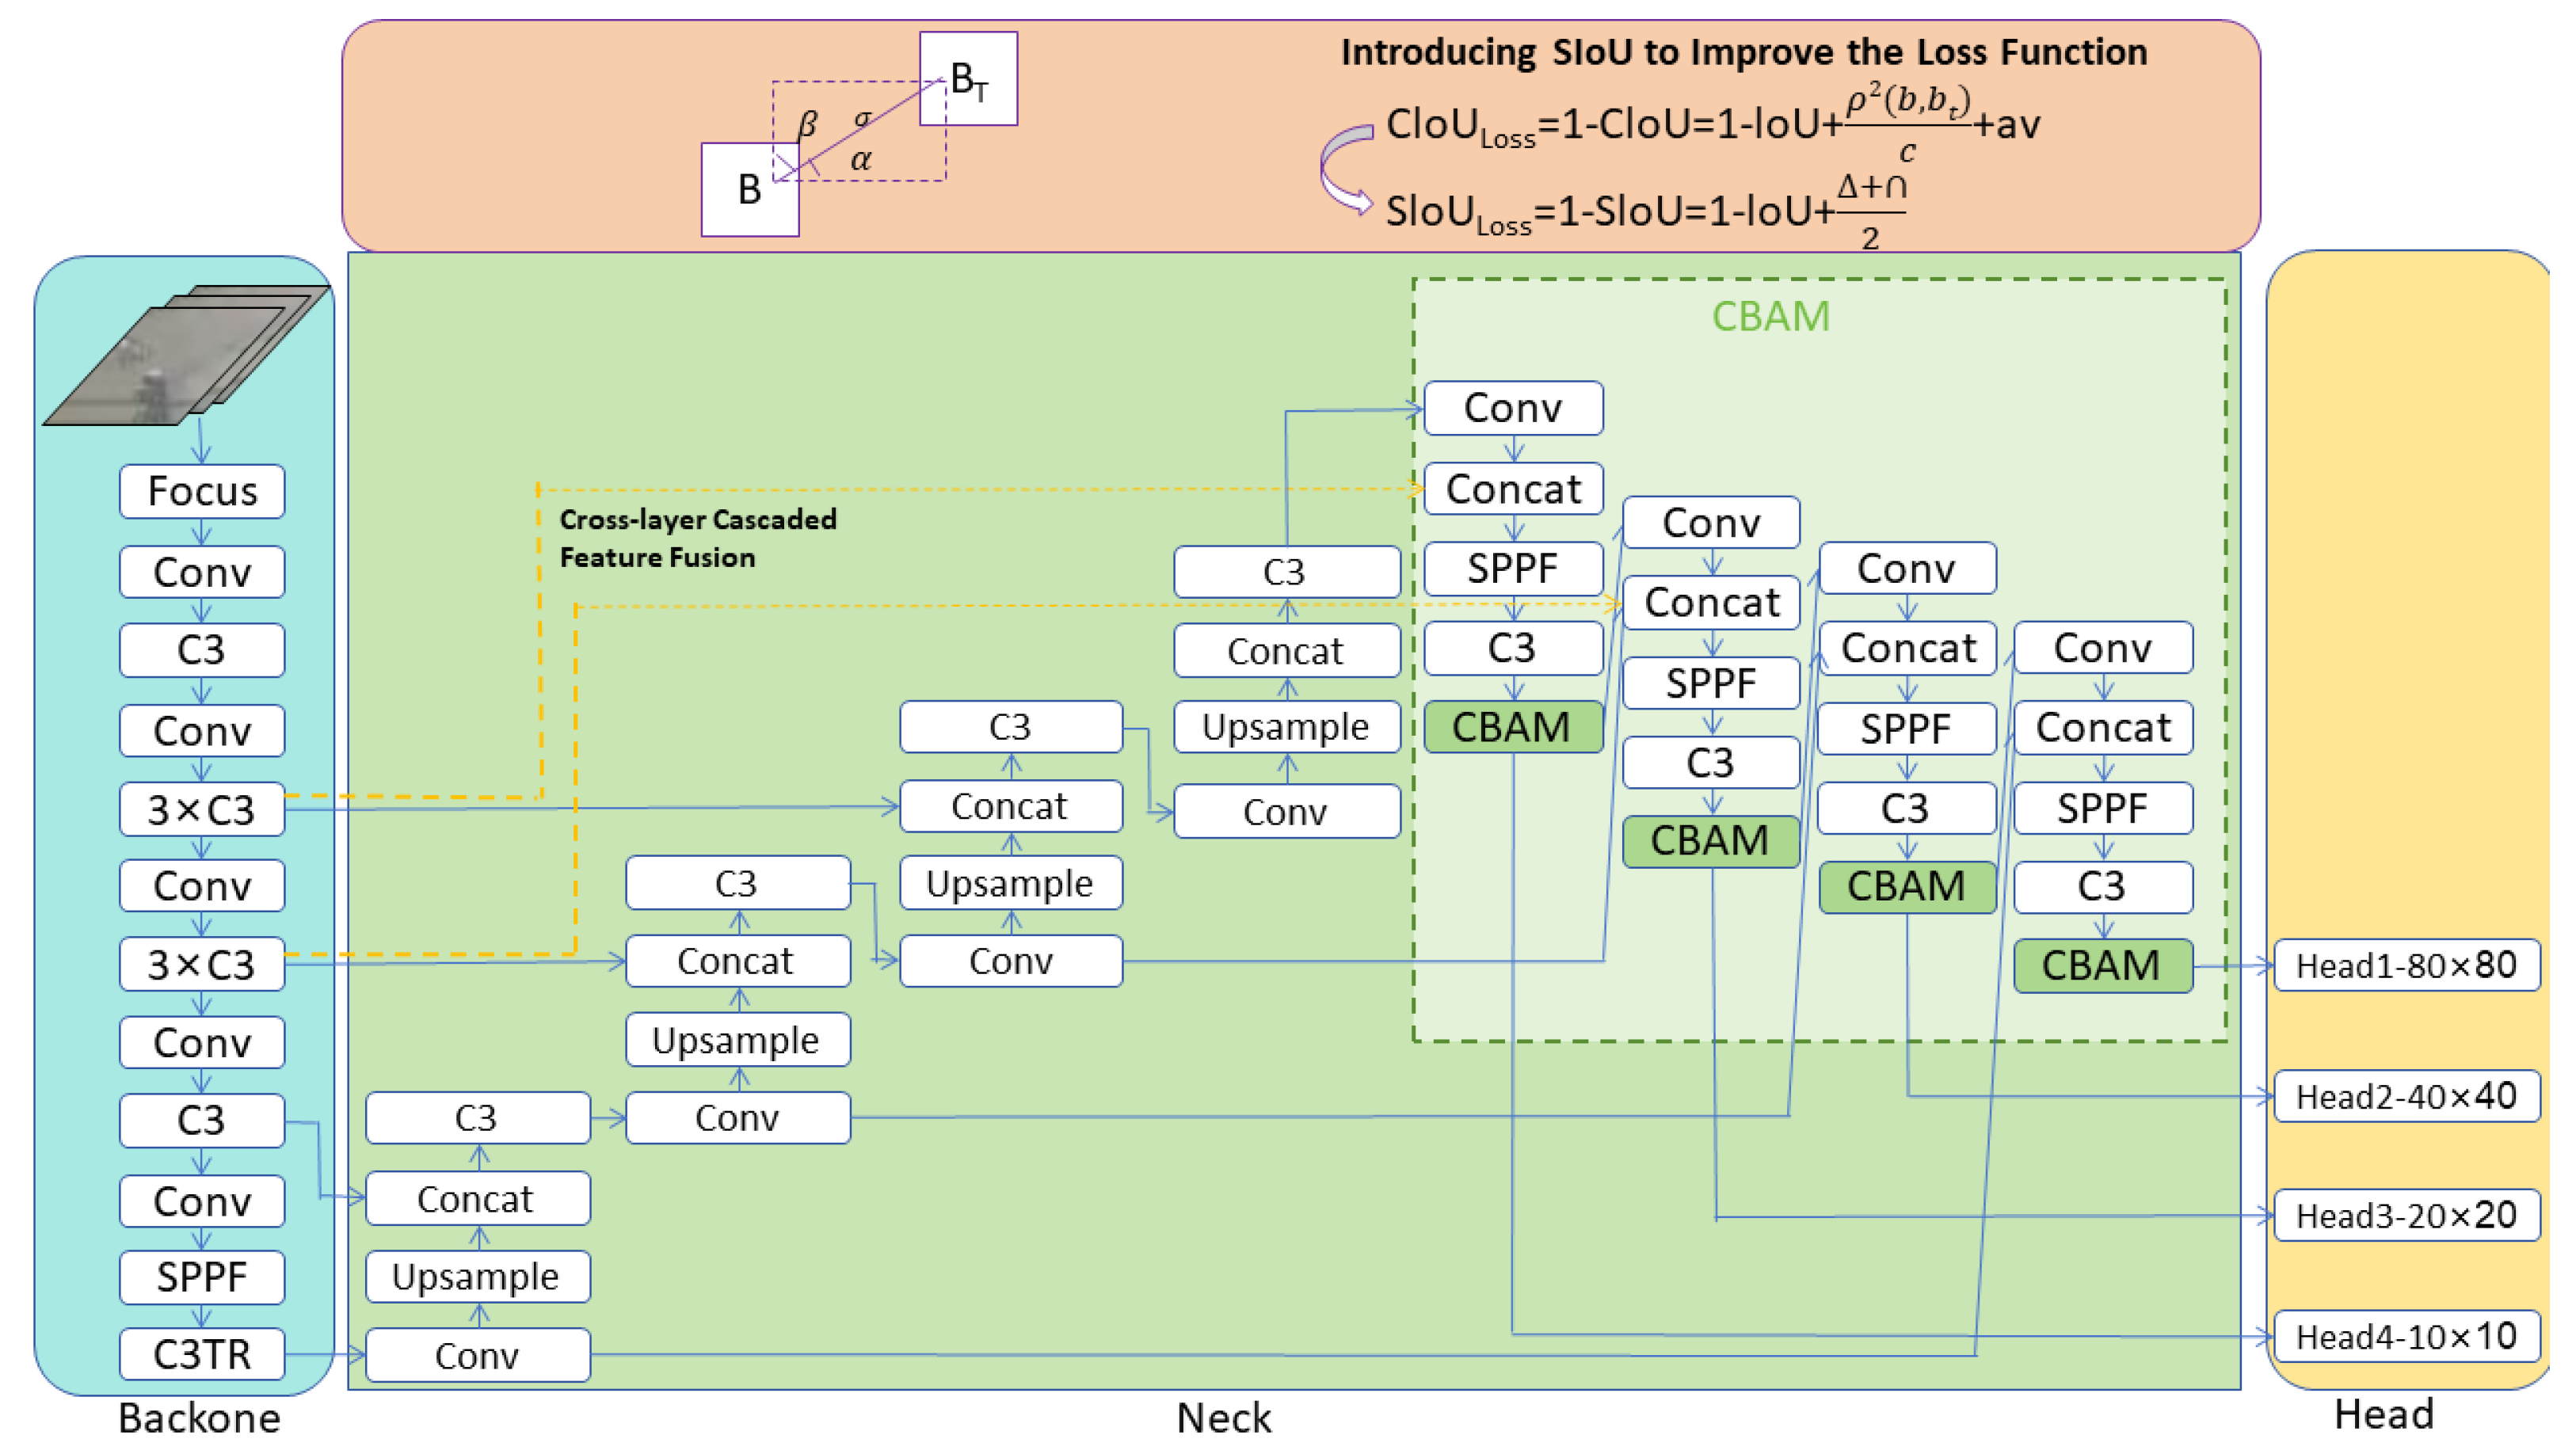 Introducing SIoU to Improve the Loss Function
B
B_T
β
σ
α
CIoU_Loss=1-CIoU=1-IoU+ρ²(b,b_t)/c+av
SIoU_Loss=1-SIoU=1-IoU+Δ+∩/2
Focus
Conv
C3
Conv
3×C3
Conv
3×C3
Conv
C3
Conv
SPPF
C3TR
Backone
Cross-layer Cascaded
Feature Fusion
C3
Concat
Upsample
Conv
C3
Concat
Upsample
Conv
C3
Concat
Upsample
Conv
C3
Concat
Upsample
Conv
CBAM
Conv
Concat
SPPF
C3
CBAM
Conv
Concat
SPPF
C3
CBAM
Conv
Concat
SPPF
C3
CBAM
Conv
Concat
SPPF
C3
CBAM
Neck
Head1-80×80
Head2-40×40
Head3-20×20
Head4-10×10
Head